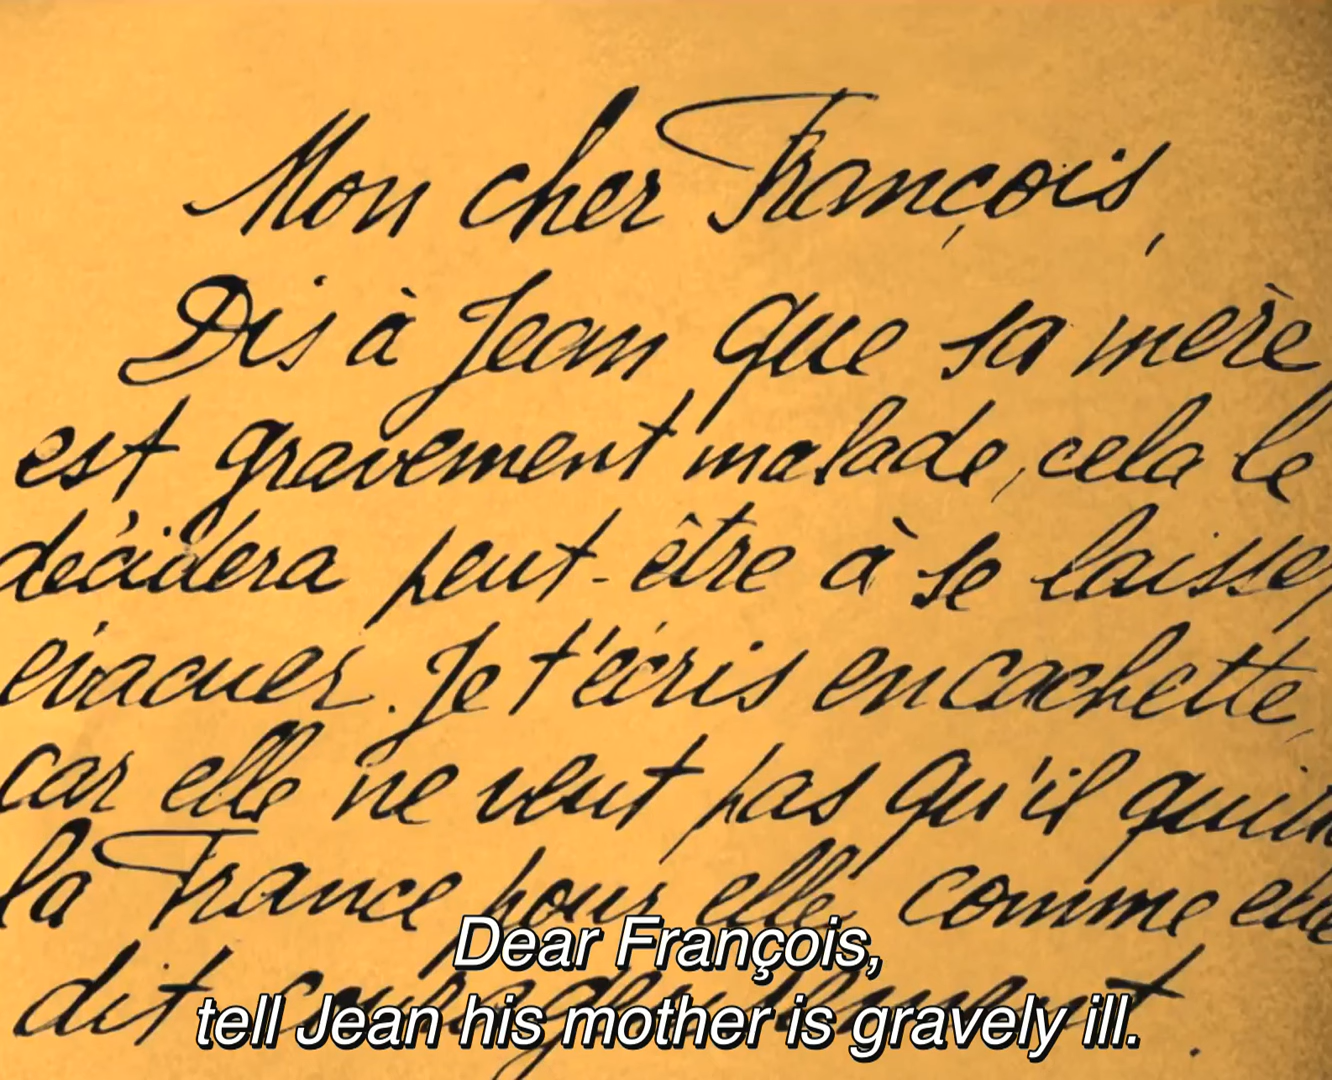 Mon cher François,
Dis à Jean que sa mère
est gravement malade, cela le
décidera peut-être à se laisser
évacuer. Je t'écris en cachette,
car elle ne veut pas qu'il
la France pour elle comme elle
dit courageusement.
Dear François,
tell Jean his mother is gravely ill.